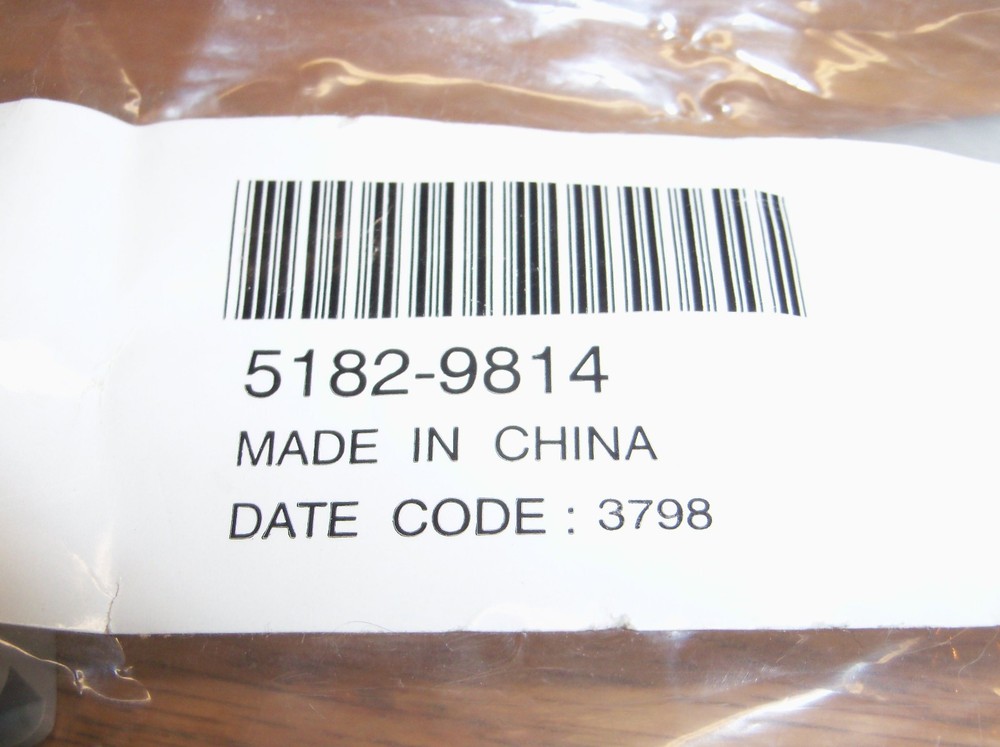 5182-9814
MADE IN CHINA
DATE CODE : 3798